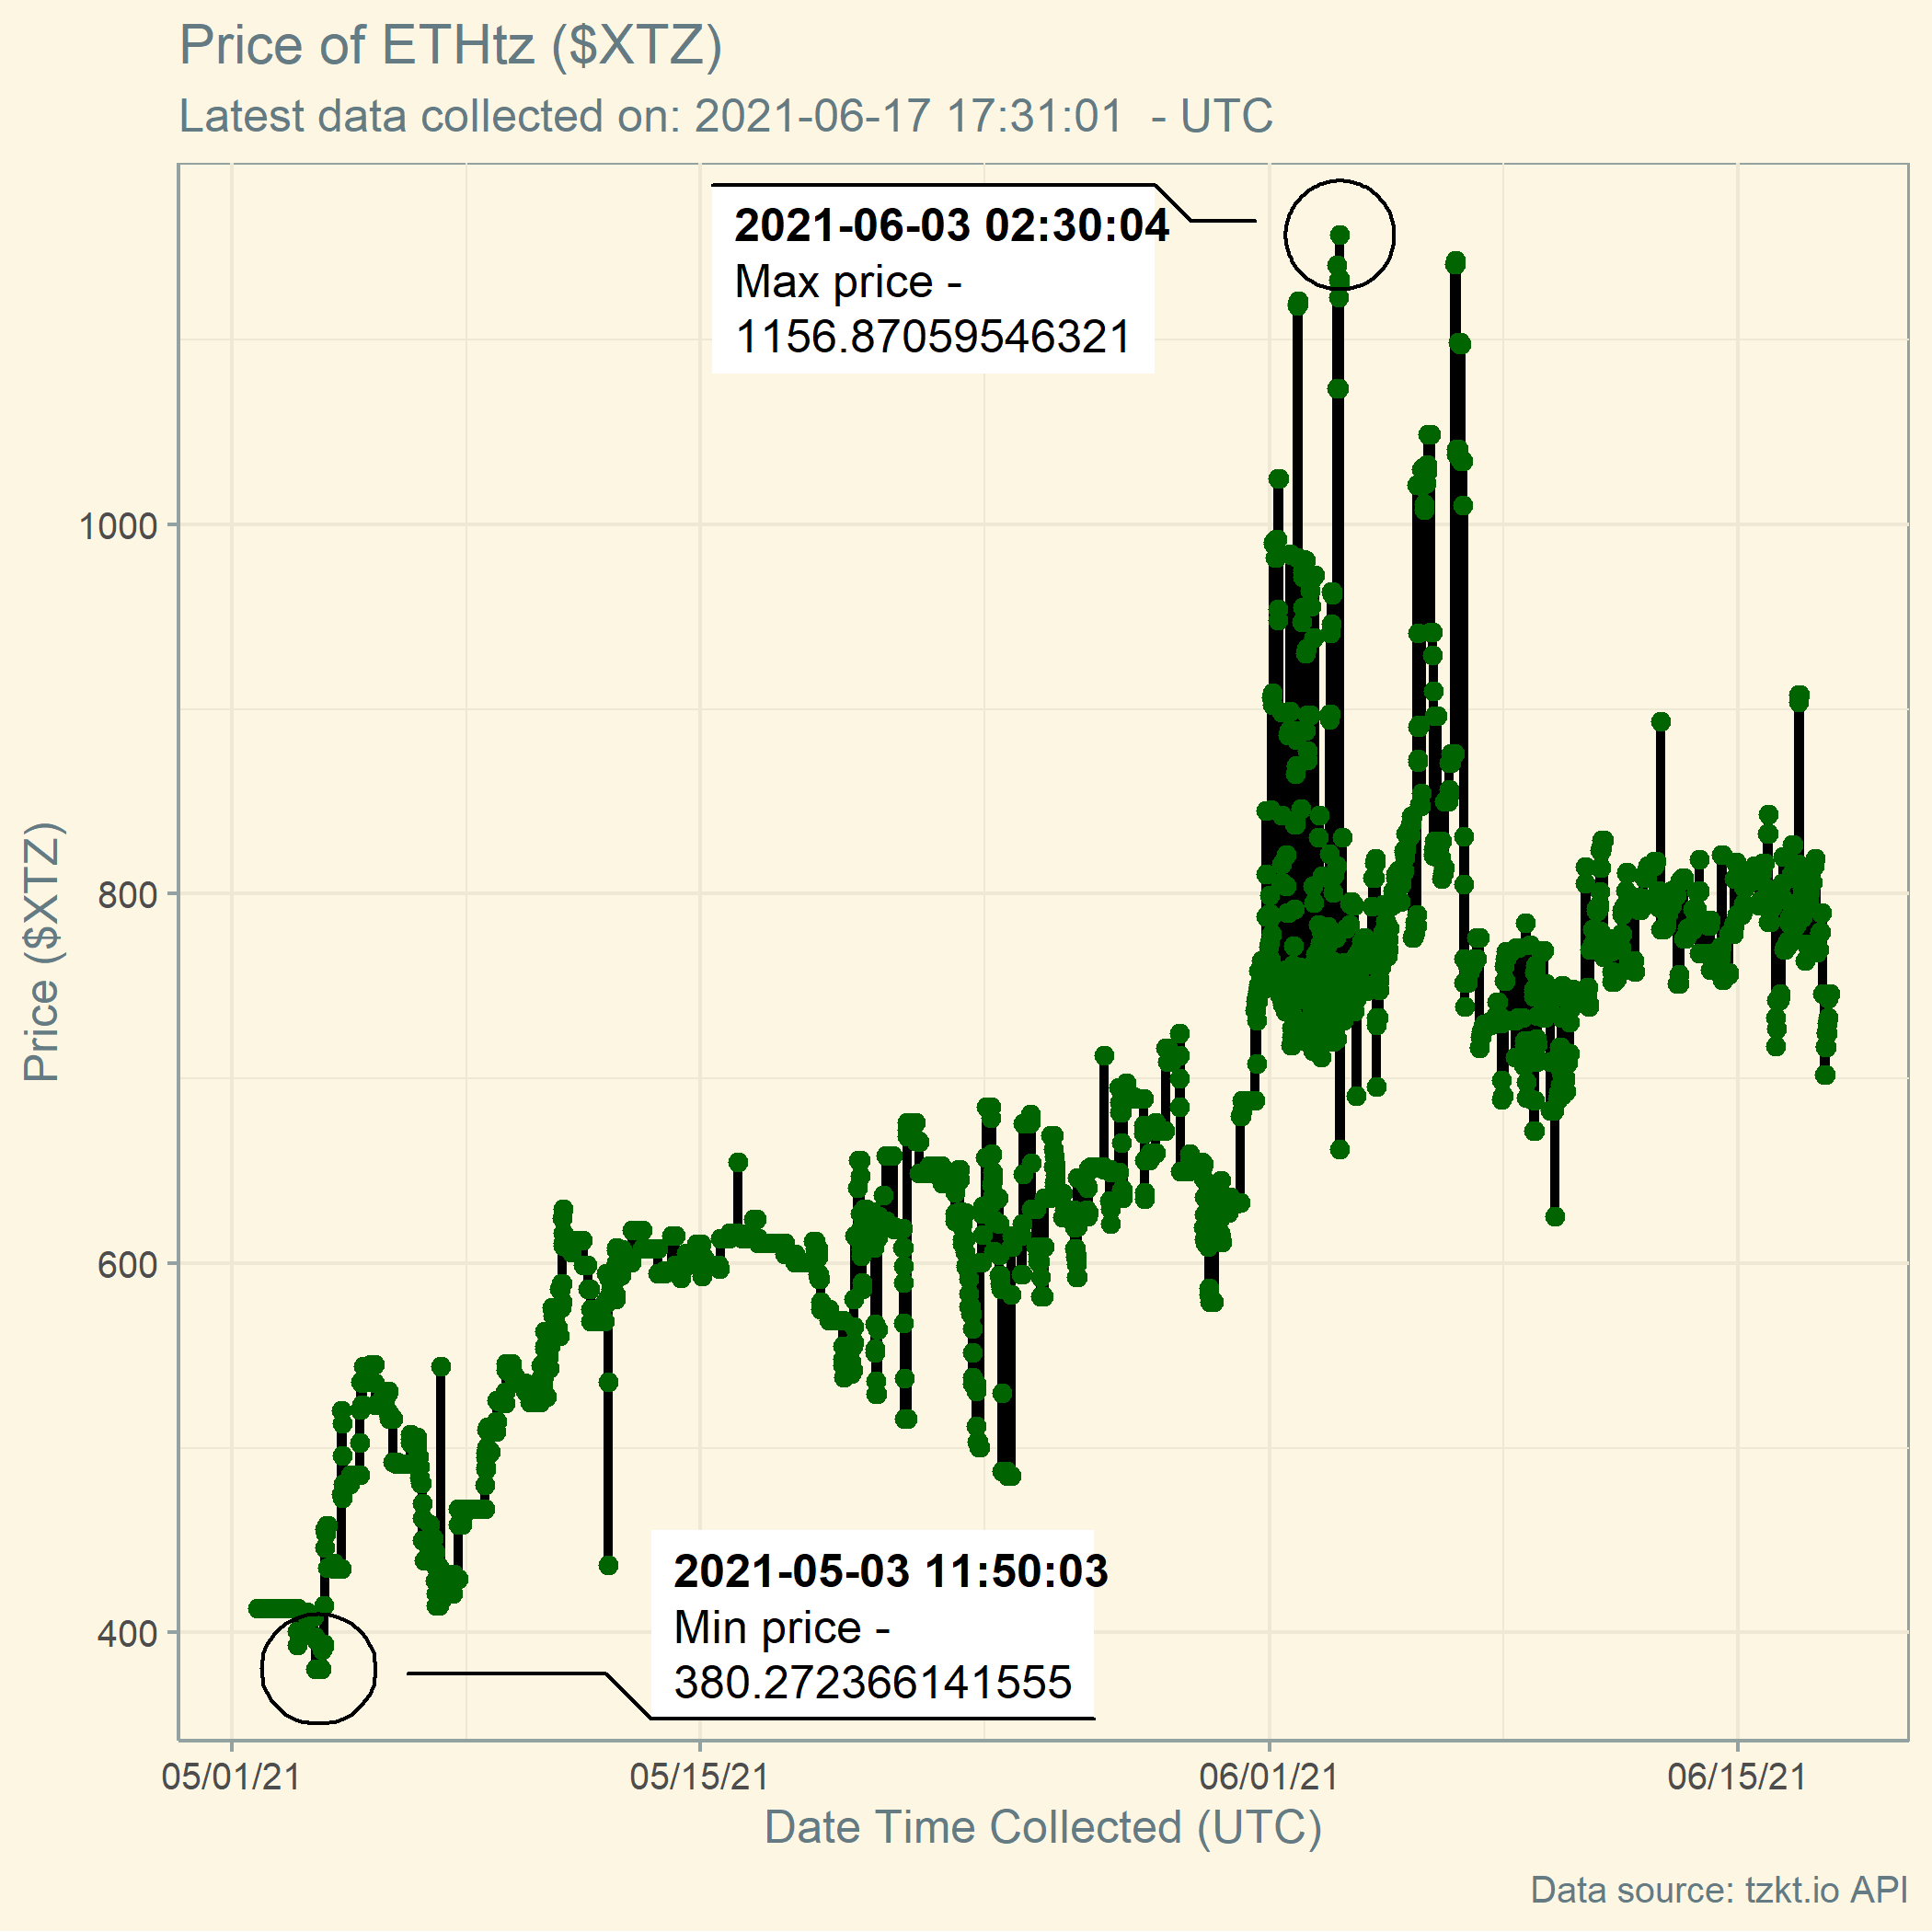 Price of ETHtz ($XTZ)
Latest data collected on: 2021-06-17 17:31:01  - UTC
2021-06-03 02:30:04
Max price -
1156.87059546321
1000
800
600
400
Price ($XTZ)
2021-05-03 11:50:03
Min price -
380.272366141555
05/01/21
05/15/21
06/01/21
06/15/21
Date Time Collected (UTC)
Data source: tzkt.io API